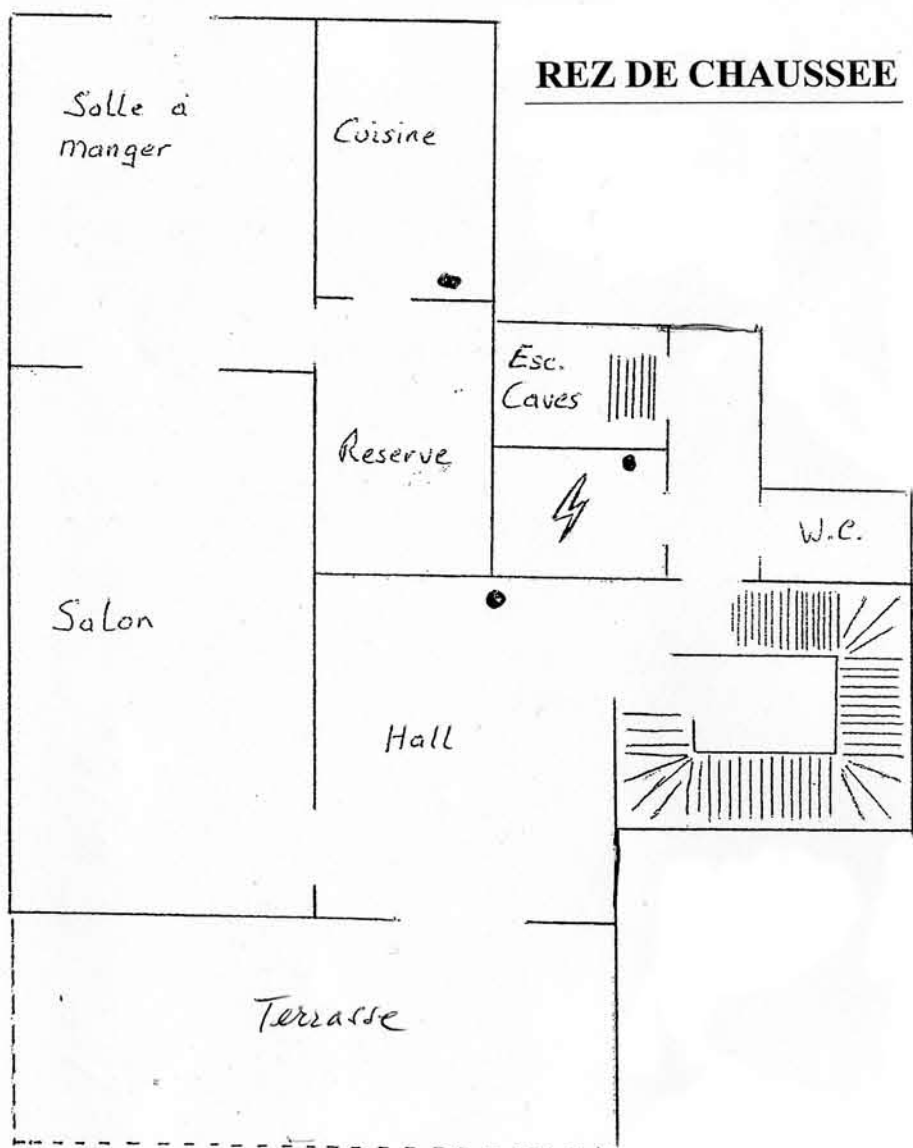 REZ DE CHAUSSEE
Salle à
manger
Cuisine
Esc.
Caves
Reserve
W.C.
Salon
Hall
Terrasse